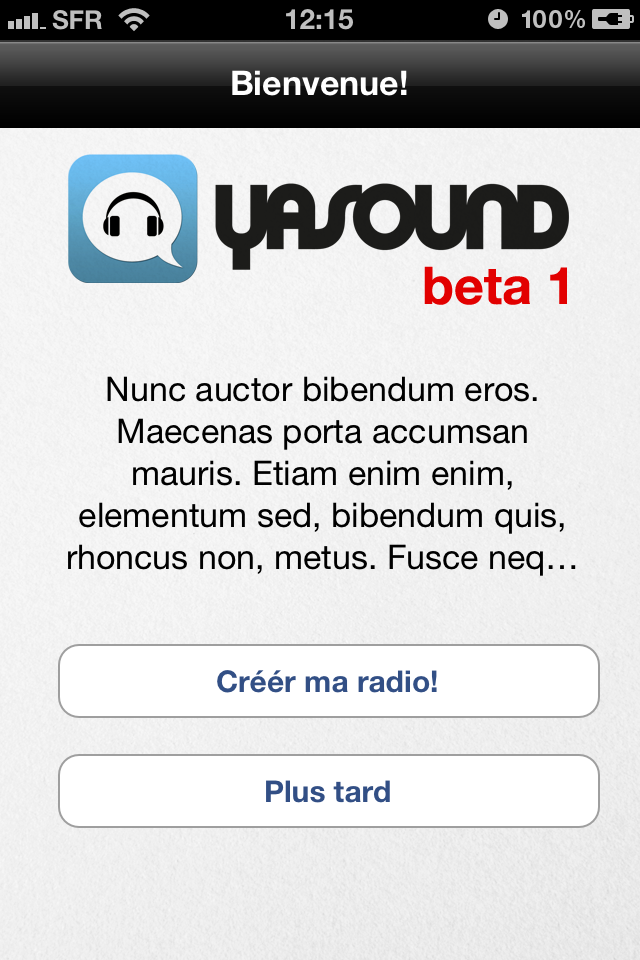 SFR 12:15 100%
Bienvenue!
YASOUND
beta 1
Nunc auctor bibendum eros.
Maecenas porta accumsan
mauris. Etiam enim enim,
elementum sed, bibendum quis,
rhoncus non, metus. Fusce neq…
Créér ma radio!
Plus tard